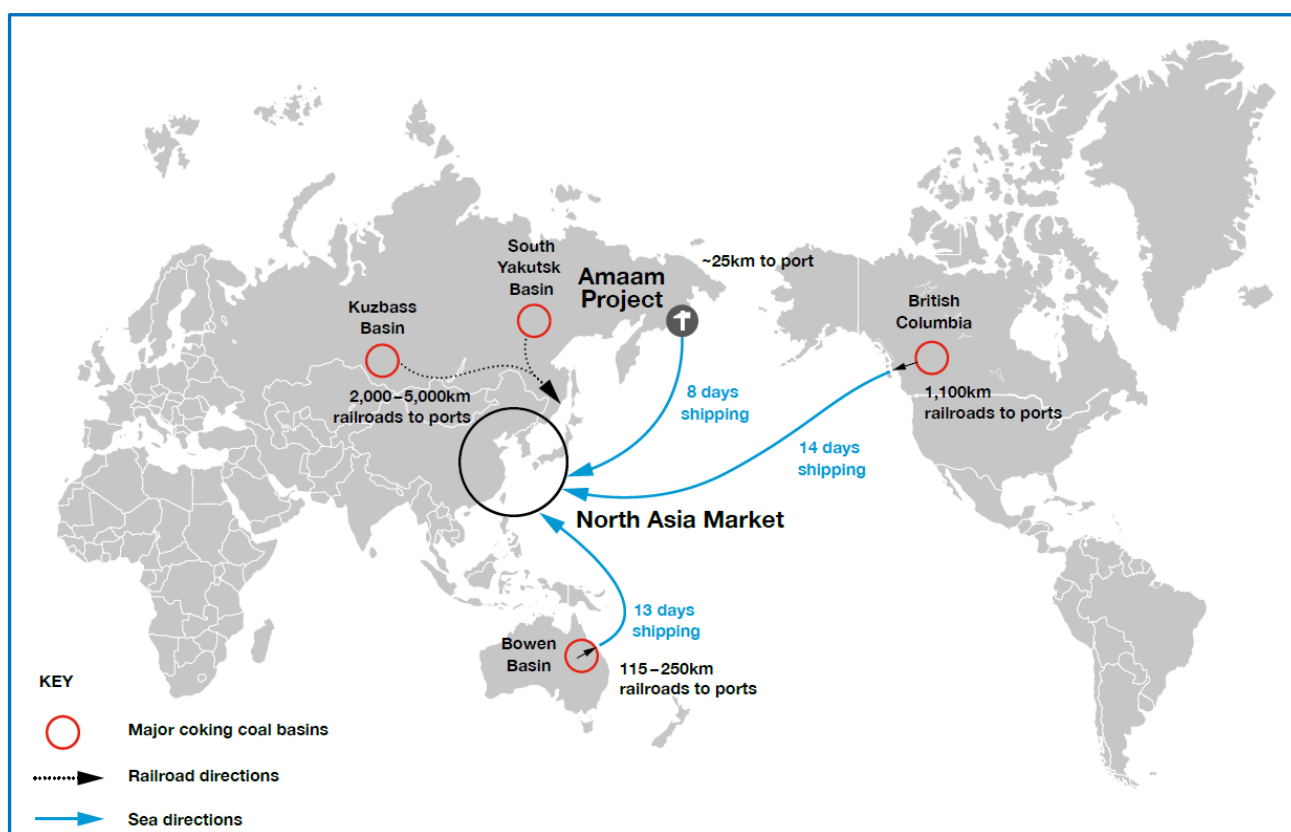 South
Yakutsk
Basin
Amaam
Project
~25km to port
Kuzbass
Basin
British
Columbia
2,000–5,000km
railroads to ports
8 days
shipping
1,100km
railroads to ports
14 days
shipping
North Asia Market
13 days
shipping
Bowen
Basin
115–250km
railroads to ports
KEY
Major coking coal basins
Railroad directions
Sea directions